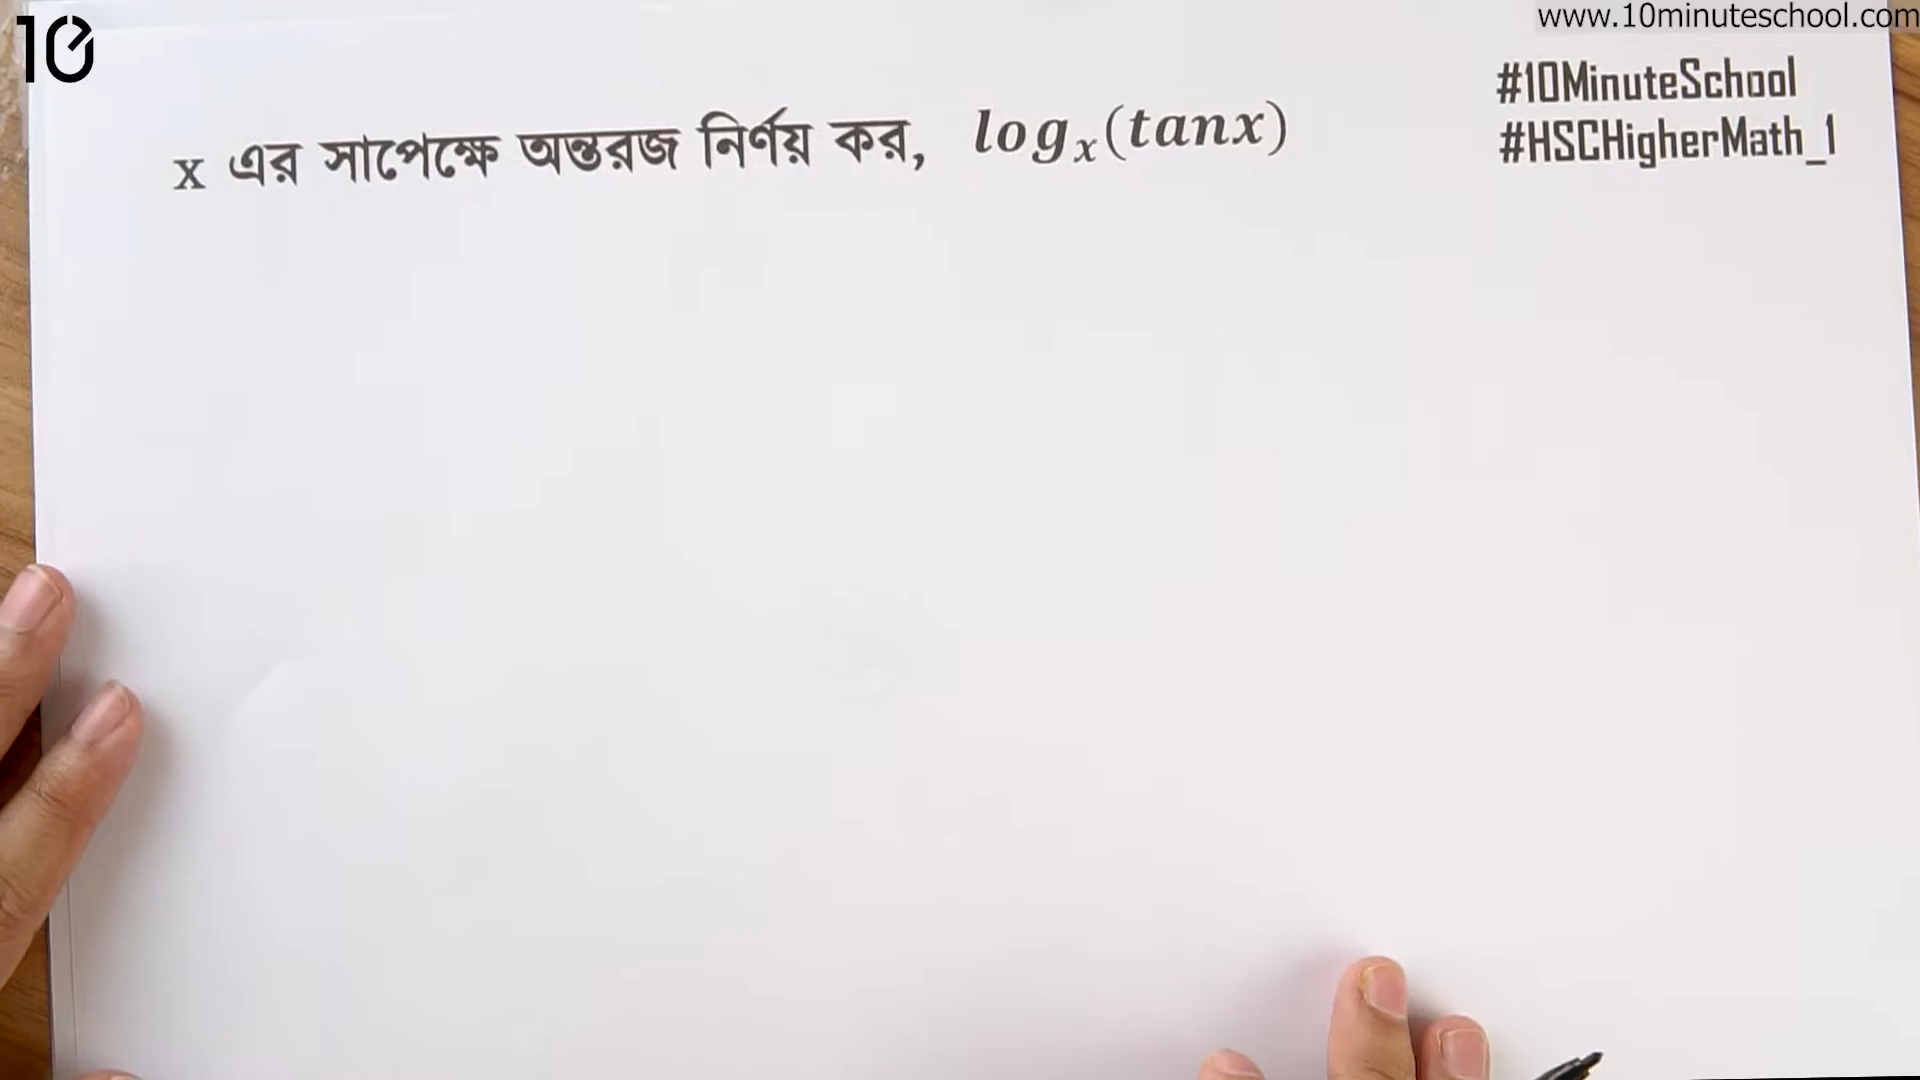 10
www.10minuteschool.com
#10MinuteSchool
#HSCHigherMath_1
x এর সাপেক্ষে অন্তরজ নির্ণয় কর, logₓ(tanx)